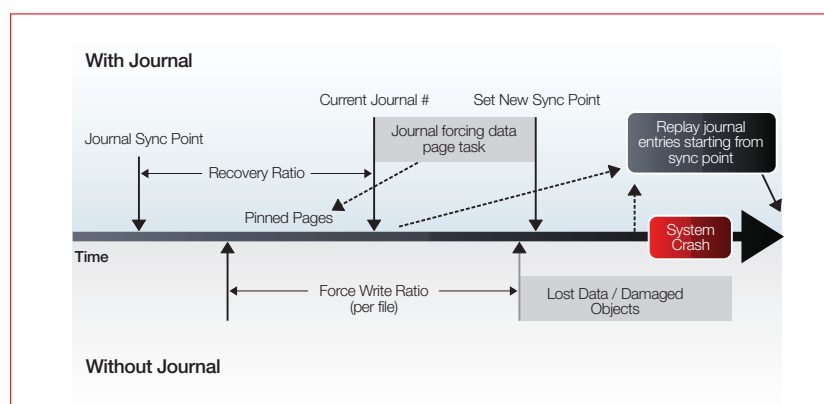 With Journal
Current Journal #
Set New Sync Point
Journal Sync Point
Journal forcing data
page task
Replay journal
entries starting from
sync point
Recovery Ratio
Pinned Pages
System
Crash
Time
Force Write Ratio
(per file)
Lost Data / Damaged
Objects
Without Journal